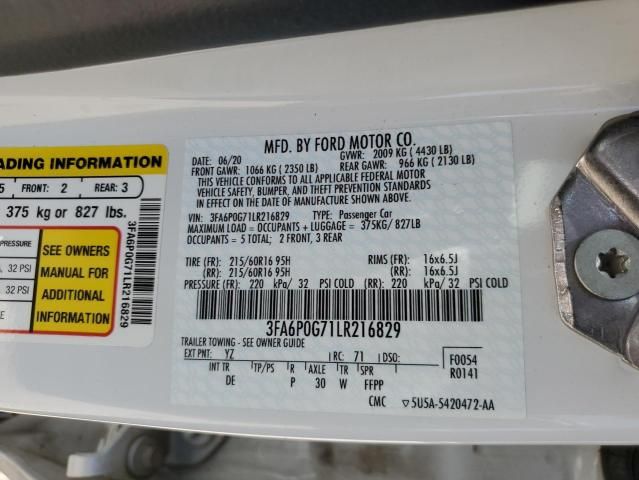 ADING INFORMATION
5 FRONT: 2 REAR: 3
375 kg or 827 lbs.
PRESSURE
32 PSI
32 PSI
SEE OWNERS
MANUAL FOR
ADDITIONAL
INFORMATION
3FA6P0G71LR216829
MFD. BY FORD MOTOR CO.
DATE: 06/20 GVWR: 2009 KG ( 4430 LB)
FRONT GAWR: 1066 KG ( 2350 LB) REAR GAWR: 966 KG ( 2130 LB)
THIS VEHICLE CONFORMS TO ALL APPLICABLE FEDERAL MOTOR
VEHICLE SAFETY, BUMPER, AND THEFT PREVENTION STANDARDS IN
EFFECT ON THE DATE OF MANUFACTURE SHOWN ABOVE.
VIN: 3FA6P0G71LR216829 TYPE: Passenger Car
MAXIMUM LOAD = OCCUPANTS + LUGGAGE = 375KG/827LB
OCCUPANTS = 5 TOTAL; 2 FRONT, 3 REAR
TIRE (FR): 215/60R16 95H RIMS (FR): 16x6.5J
(RR): 215/60R16 95H (RR): 16x6.5J
PRESSURE (FR): 220 kPa/ 32 PSI COLD (RR): 220 kPa/ 32 PSI COLD
3FA6P0G71LR216829
TRAILER TOWING - SEE OWNER GUIDE
EXT PNT: YZ RC: 71 DSO: F0054
INT TR TP/PS R AXLE TR SPR R0141
DE P 30 W FFPP
CMC ▽5U5A-5420472-AA